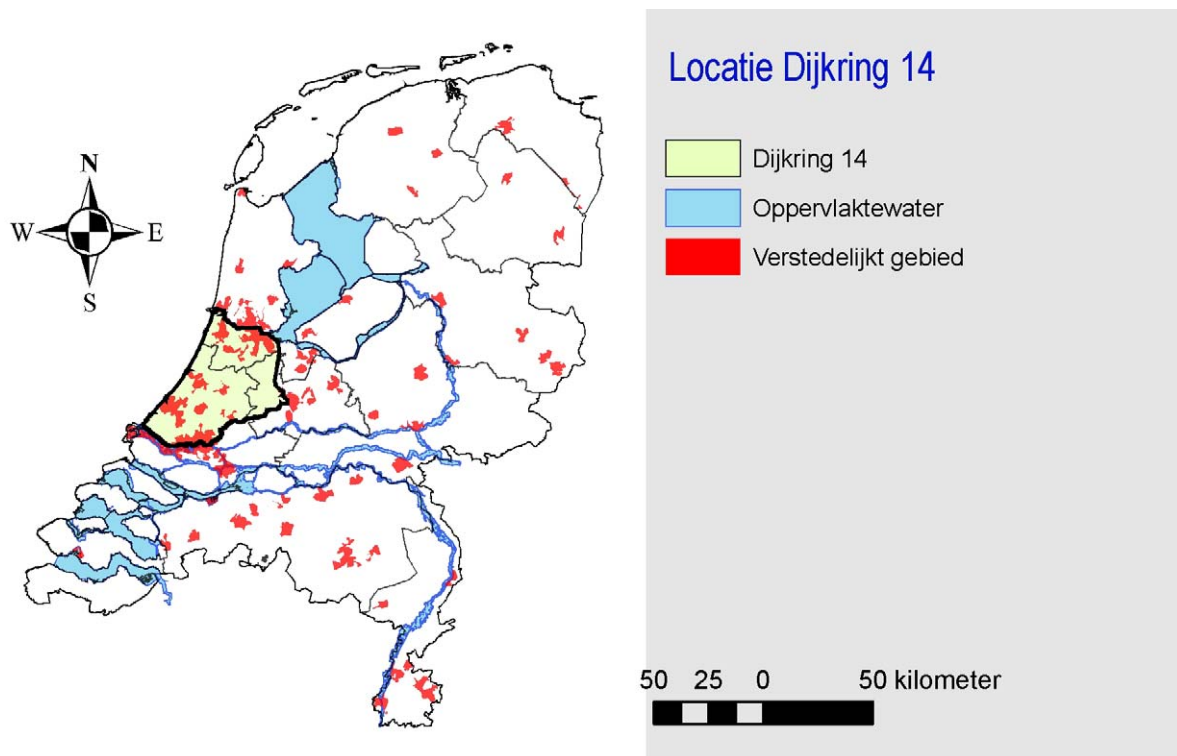 Locatie Dijkring 14
Dijkring 14
Oppervlaktewater
Verstedelijkt gebied
N
W E
S
50 25 0 50 kilometer